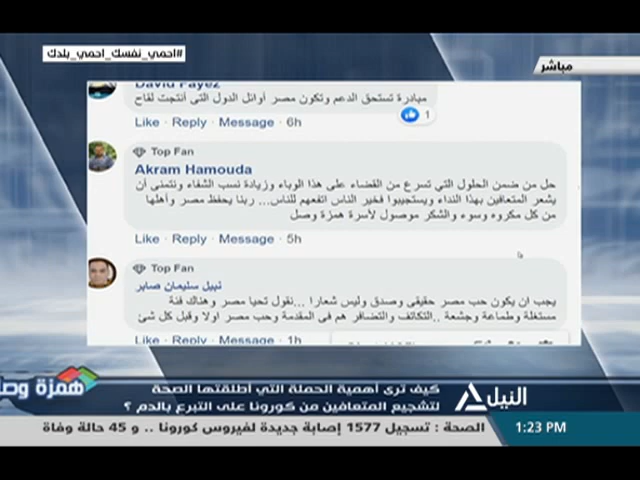 #احمي_نفسك_احمي_بلدك
مباشر
David Fayez
مبادرة تستحق الدعم وتكون مصر أوائل الدول التى أنتجت لقاح
1
Like · Reply · Message · 6h
Top Fan
Akram Hamouda
حل من ضمن الحلول التي تسرع من القضاء على هذا الوباء وزيادة نسب الشفاء ونتمنى أن
يشعر المتعافين بهذا النداء ويستجيبوا فخير الناس انفعهم للناس... ربنا يحفظ مصر وأهلها
من كل مكروه وسوء والشكر موصول لأسرة همزة وصل
Like · Reply · Message · 5h
Top Fan
نبيل سليمان صابر
يجب ان يكون حب مصر حقيقى وصدق وليس شعارا ...نقول تحيا مصر وهناك فئة
مستغلة وطماعة وجشعة ..التكاتف والتضافر هم فى المقدمة وحب مصر اولا وقبل كل شئ
Like · Reply · Message · 1h
همزة وصل
كيف ترى أهمية الحملة التي أطلقتها الصحة
لتشجيع المتعافين من كورونا على التبرع بالدم ؟
النيل
الصحة : تسجيل 1577 إصابة جديدة لفيروس كورونا .. و 45 حالة وفاة
1:23 PM